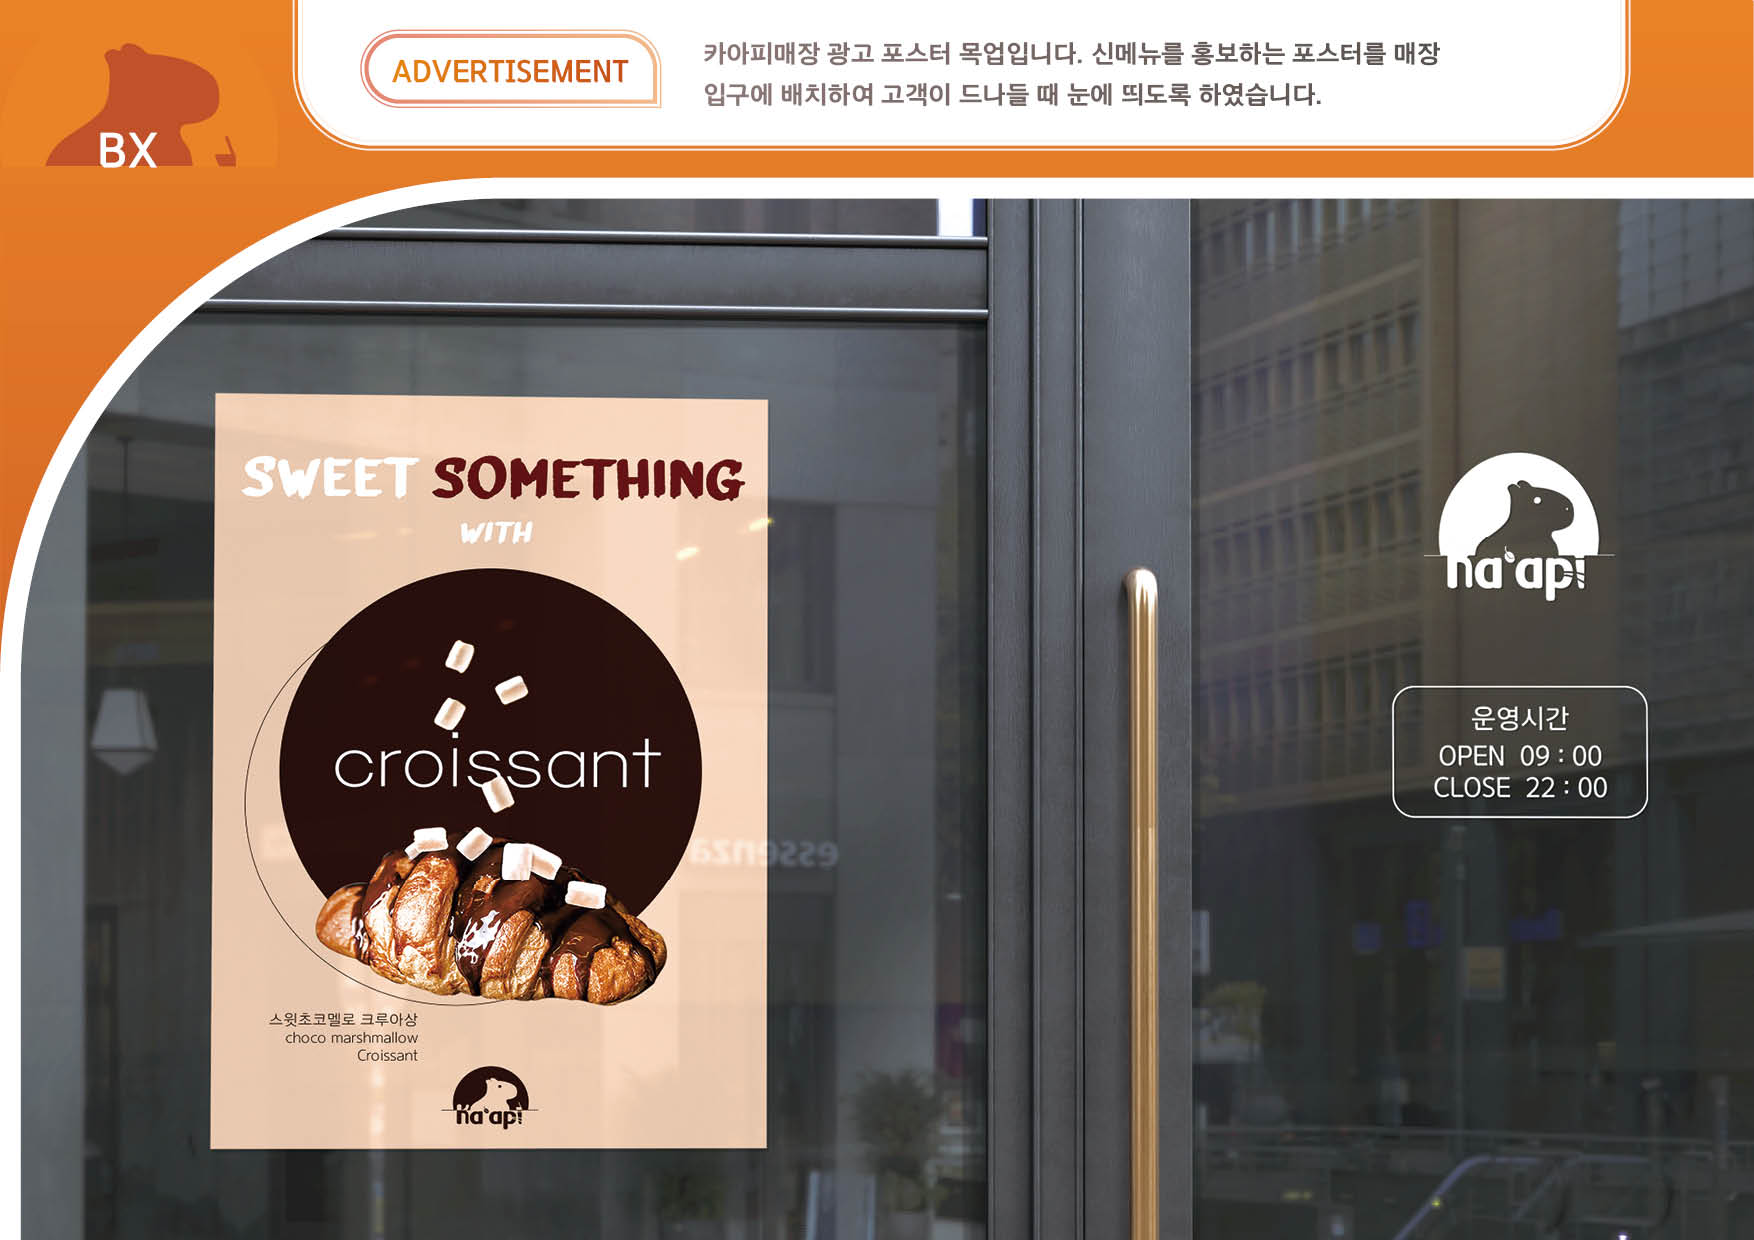 BX
ADVERTISEMENT
카아피매장 광고 포스터 목업입니다. 신메뉴를 홍보하는 포스터를 매장
입구에 배치하여 고객이 드나들 때 눈에 띄도록 하였습니다.
SWEET SOMETHING
WITH
croissant
스윗초코멜로 크루아상
choco marshmallow
Croissant
Ka'api
essenza
Ka'api
운영시간
OPEN 09 : 00
CLOSE 22 : 00